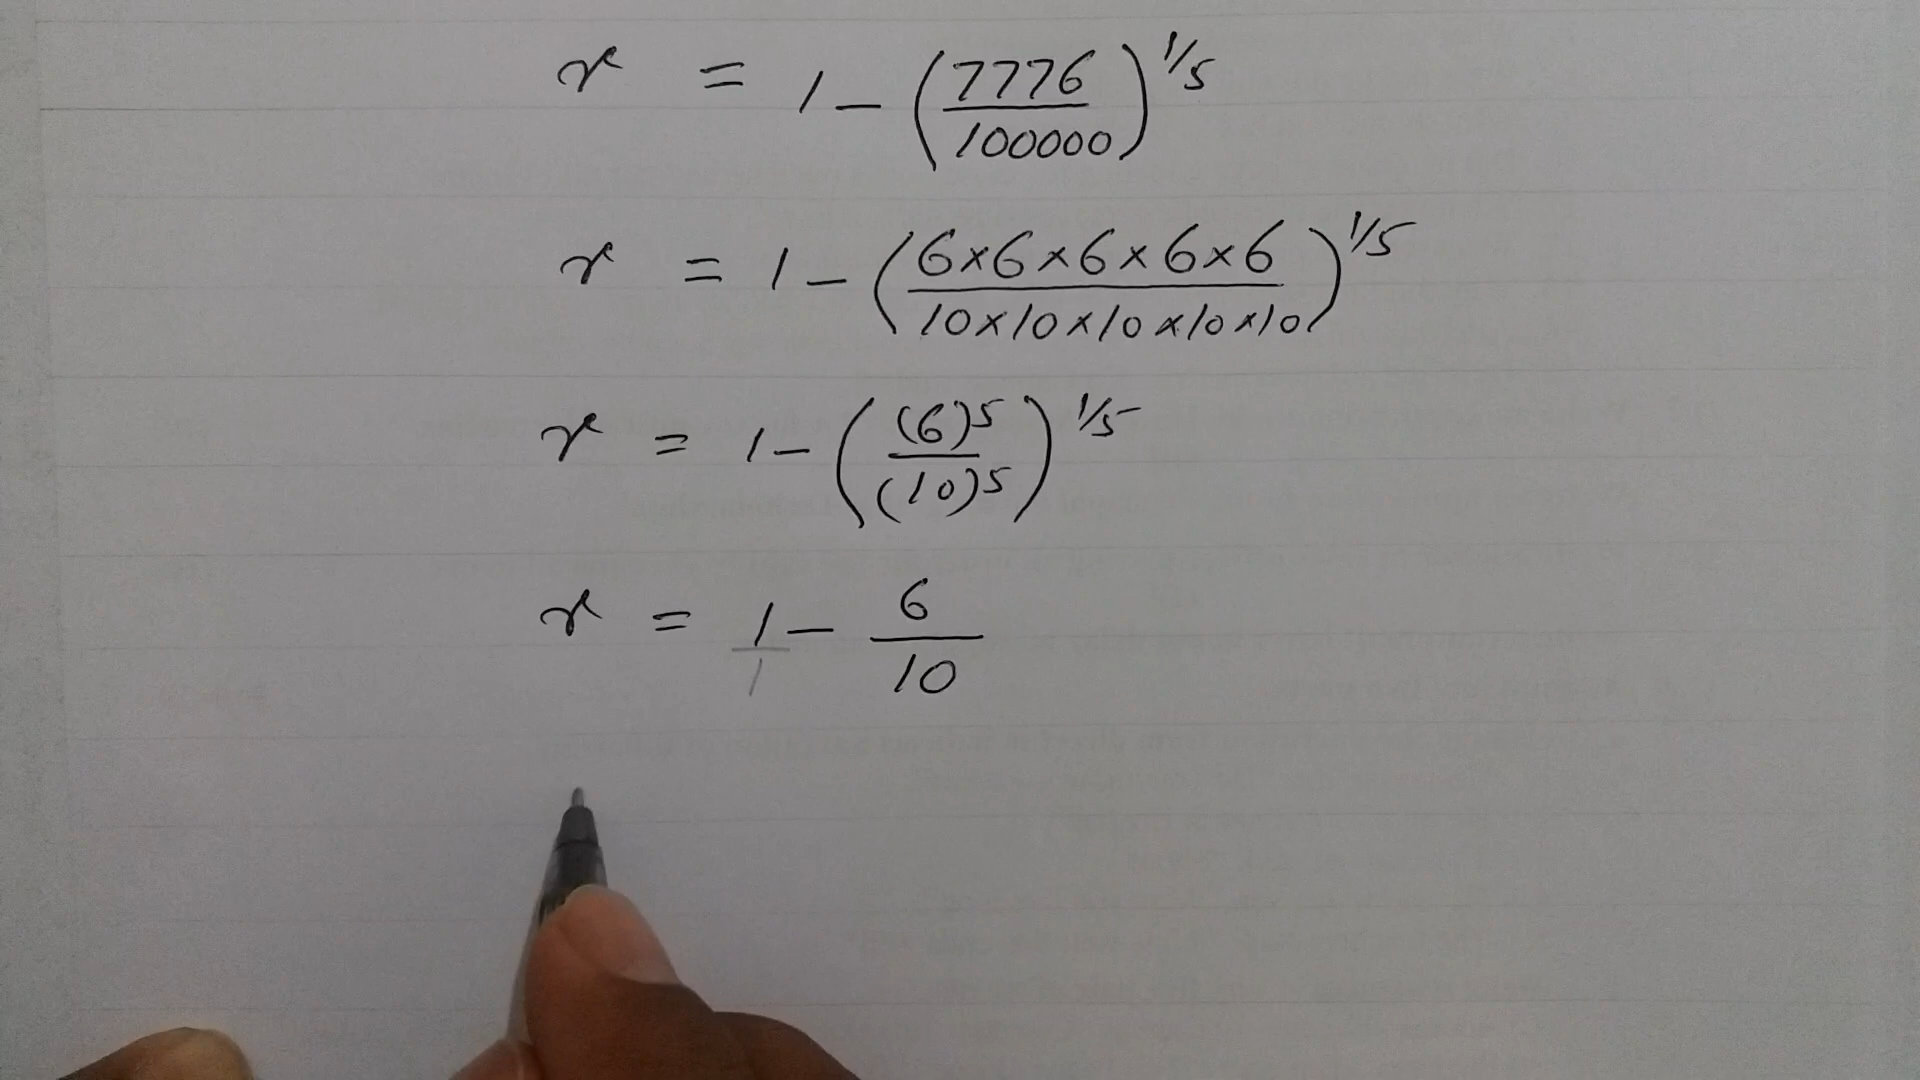 r = 1 - (7776/100000)^1/5
r = 1 - (6×6×6×6×6/10×10×10×10×10)^1/5
r = 1 - ((6)^5/(10)^5)^1/5
r = 1/1 - 6/10